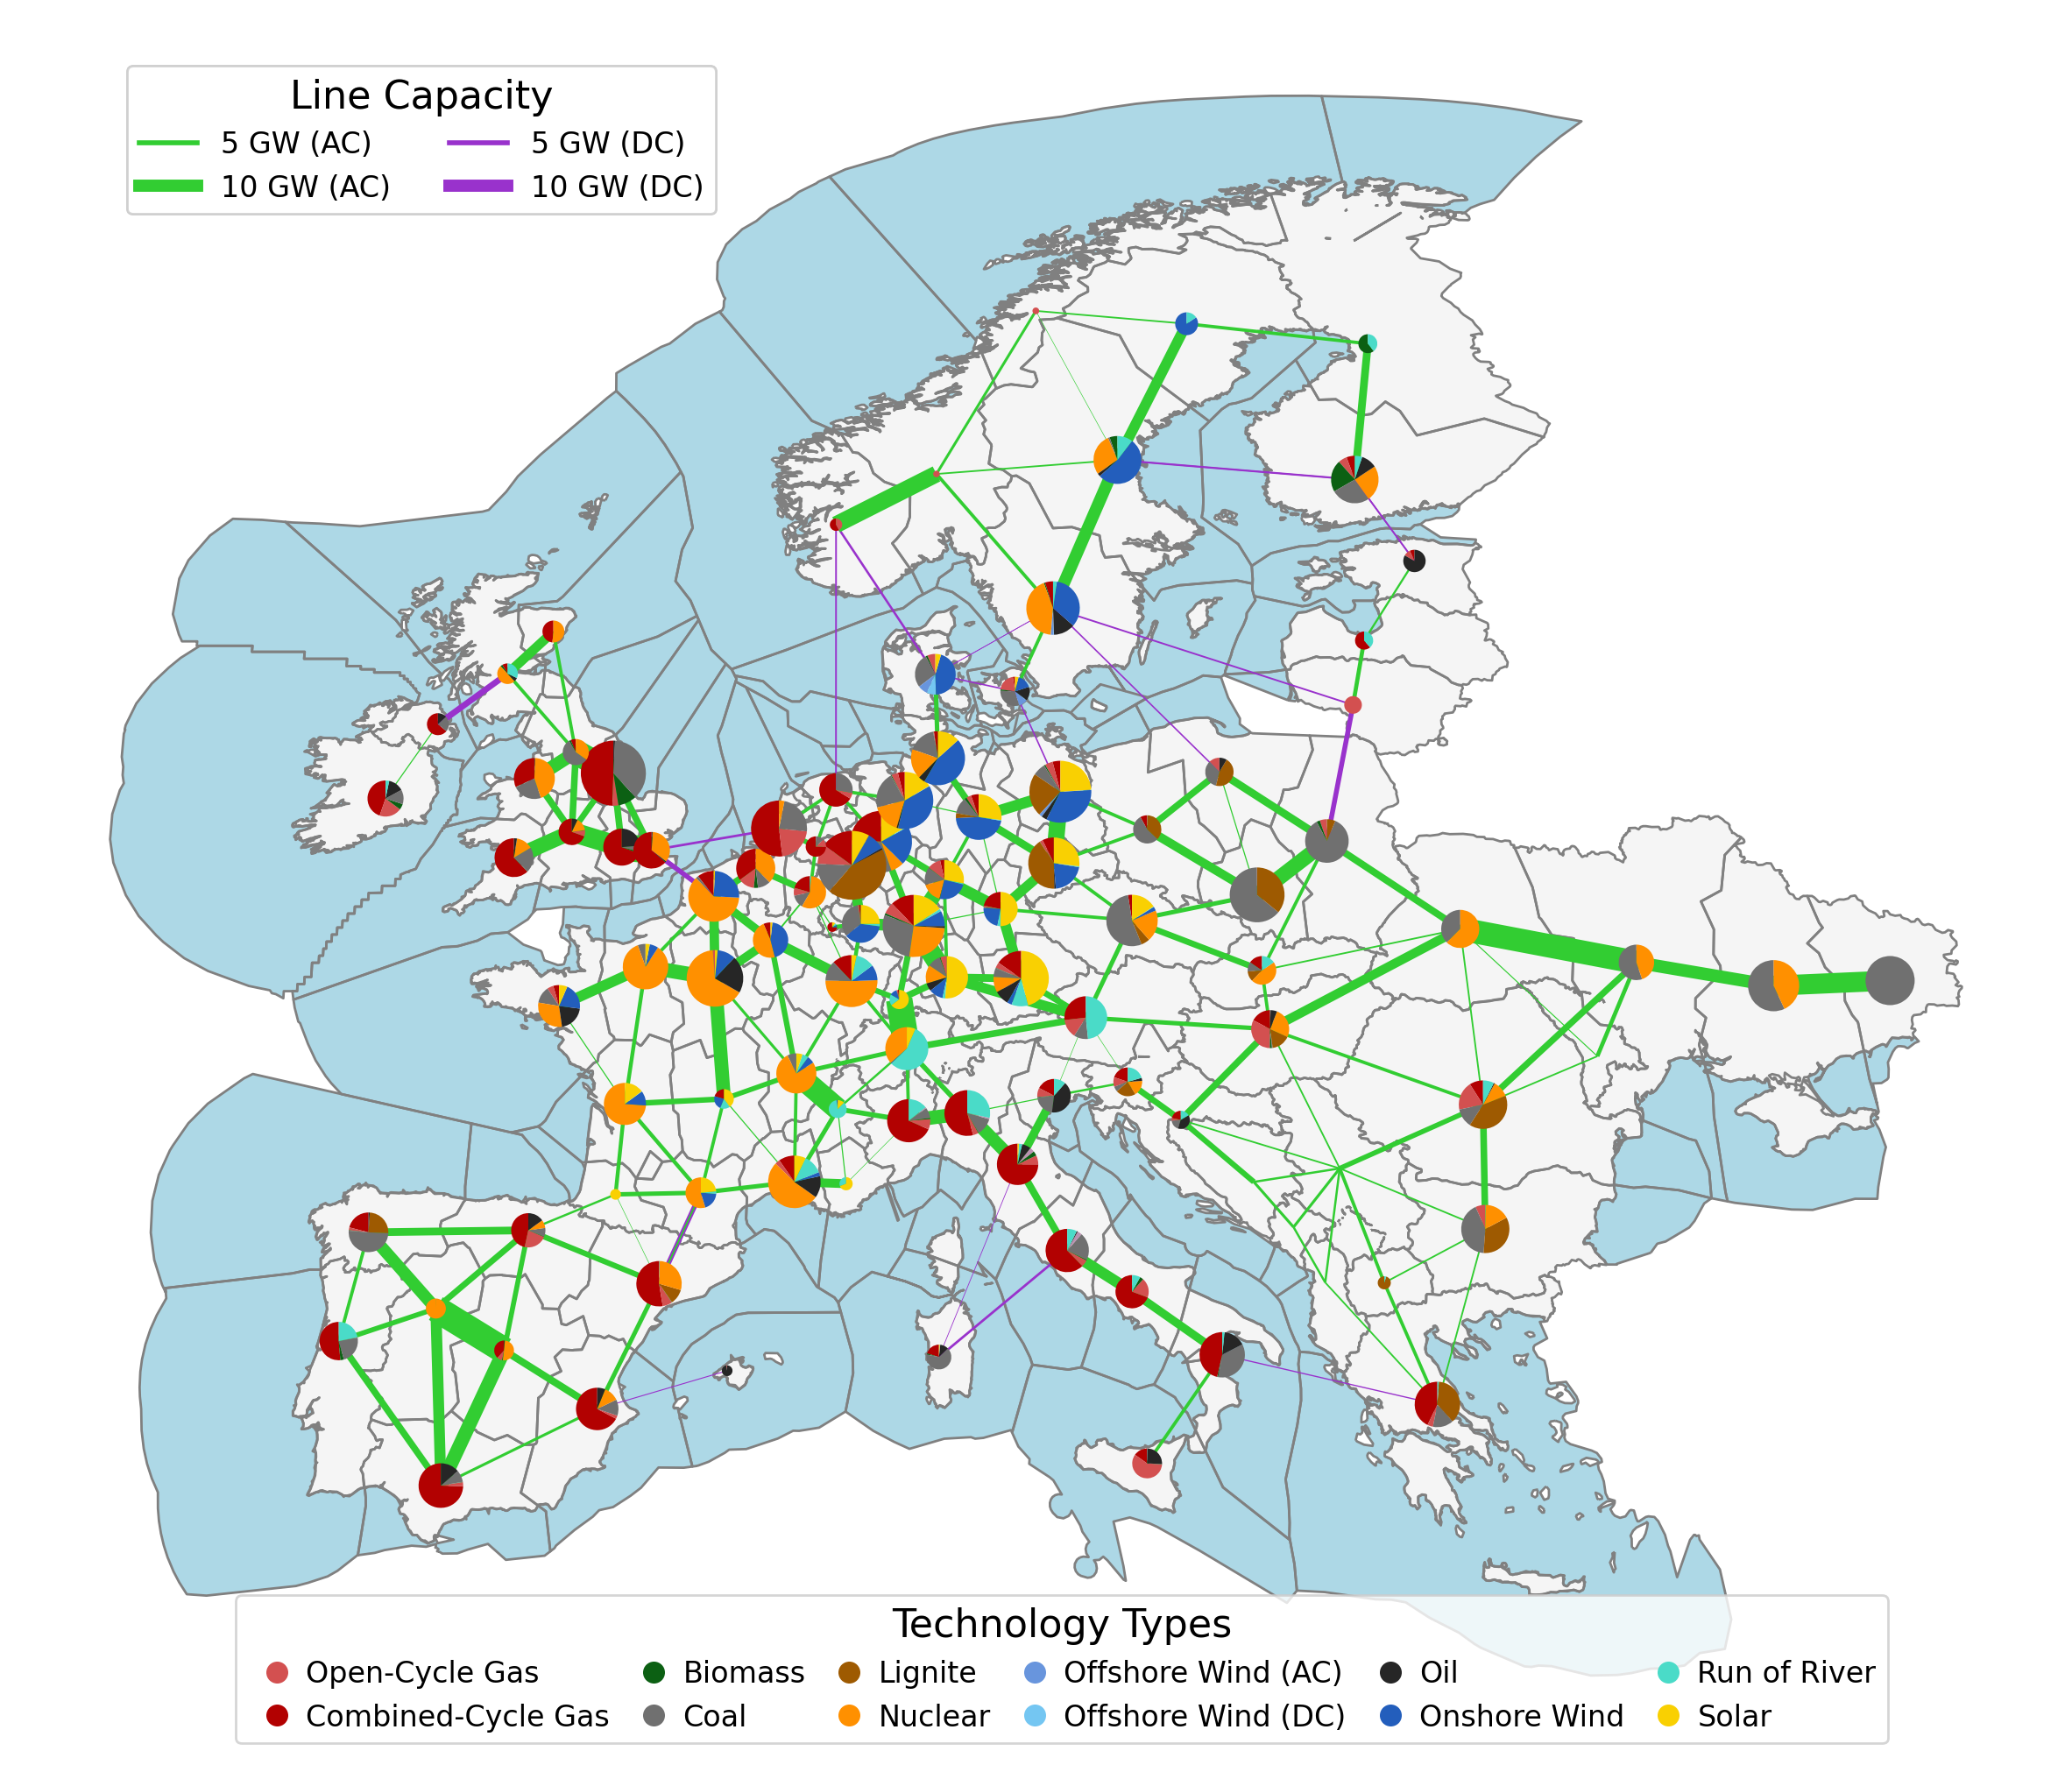 Line Capacity
5 GW (AC) 5 GW (DC)
10 GW (AC) 10 GW (DC)
Technology Types
Open-Cycle Gas Biomass Lignite Offshore Wind (AC) Oil Run of River
Combined-Cycle Gas Coal Nuclear Offshore Wind (DC) Onshore Wind Solar